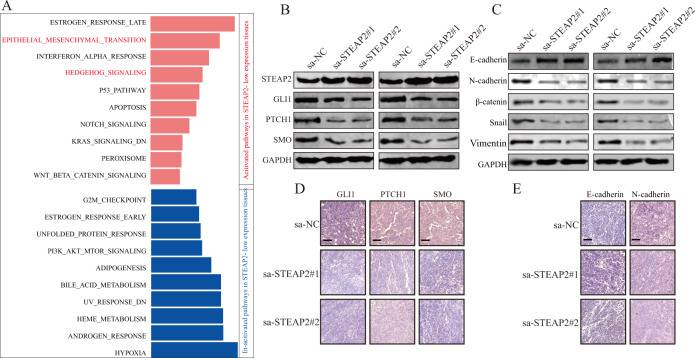 A
ESTROGEN_RESPONSE_LATE
EPITHELIAL_MESENCHYMAL_TRANSITION
INTERFERON_ALPHA_RESPONSE
HEDGEHOG_SIGNALING
P53_PATHWAY
APOPTOSIS
NOTCH_SIGNALING
KRAS_SIGNALING_DN
PEROXISOME
WNT_BETA_CATENIN_SIGNALING
Acitivated pathways in STEAP2- low expression tissues
G2M_CHECKPOINT
ESTROGEN_RESPONSE_EARLY
UNFOLDED_PROTEIN_RESPONSE
PI3K_AKT_MTOR_SIGNALING
ADIPOGENESIS
BILE_ACID_METABOLISM
UV_RESPONSE_DN
HEME_METABOLISM
ANDROGEN_RESPONSE
HYPOXIA
In-activated pathways in STEAP2- low expression tissues
B
sa-NC sa-STEAP2#1 sa-STEAP2#2 sa-NC sa-STEAP2#1 sa-STEAP2#2
STEAP2
GLI1
PTCH1
SMO
GAPDH
C
sa-NC sa-STEAP2#1 sa-STEAP2#2 sa-NC sa-STEAP2#1 sa-STEAP2#2
E-cadherin
N-cadherin
β-catenin
Snail
Vimentin
GAPDH
D
GLI1 PTCH1 SMO
sa-NC
sa-STEAP2#1
sa-STEAP2#2
E
E-cadherin N-cadherin
sa-NC
sa-STEAP2#1
sa-STEAP2#2